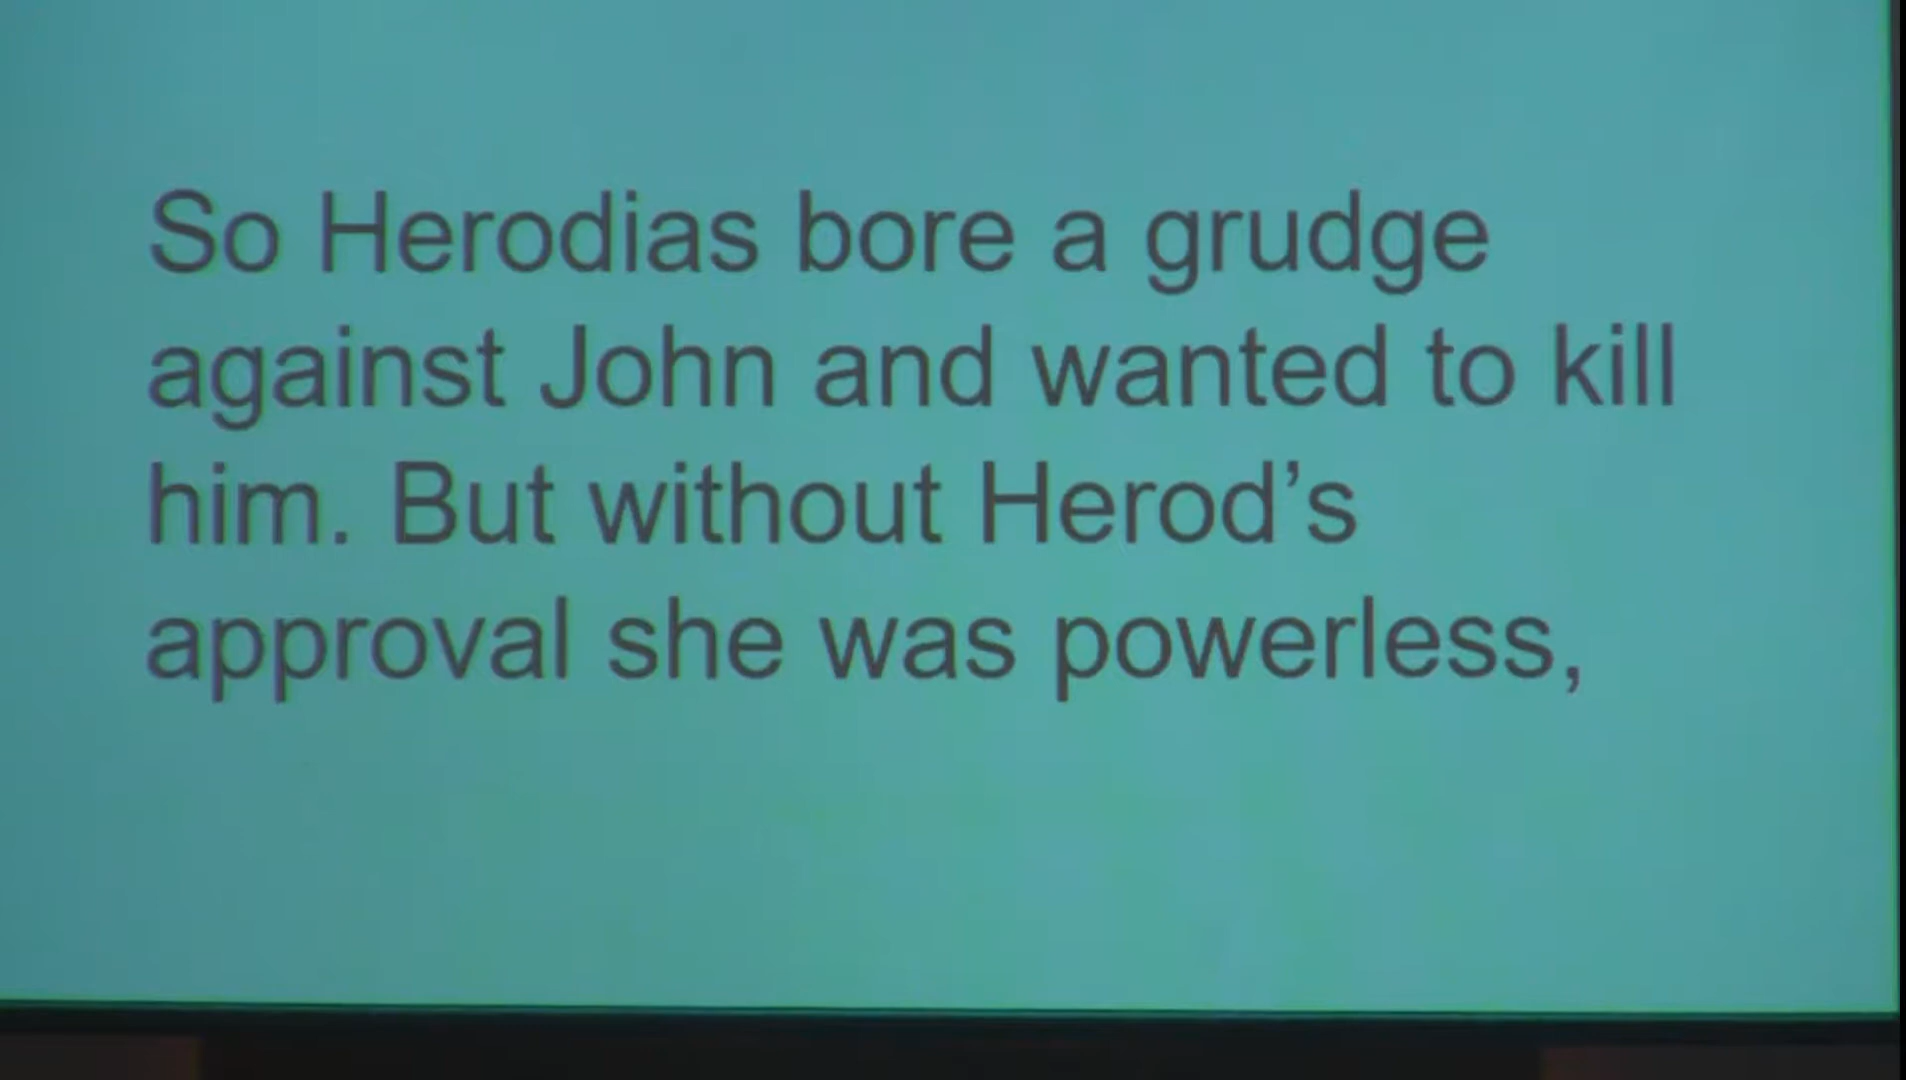 So Herodias bore a grudge
against John and wanted to kill
him. But without Herod’s
approval she was powerless,